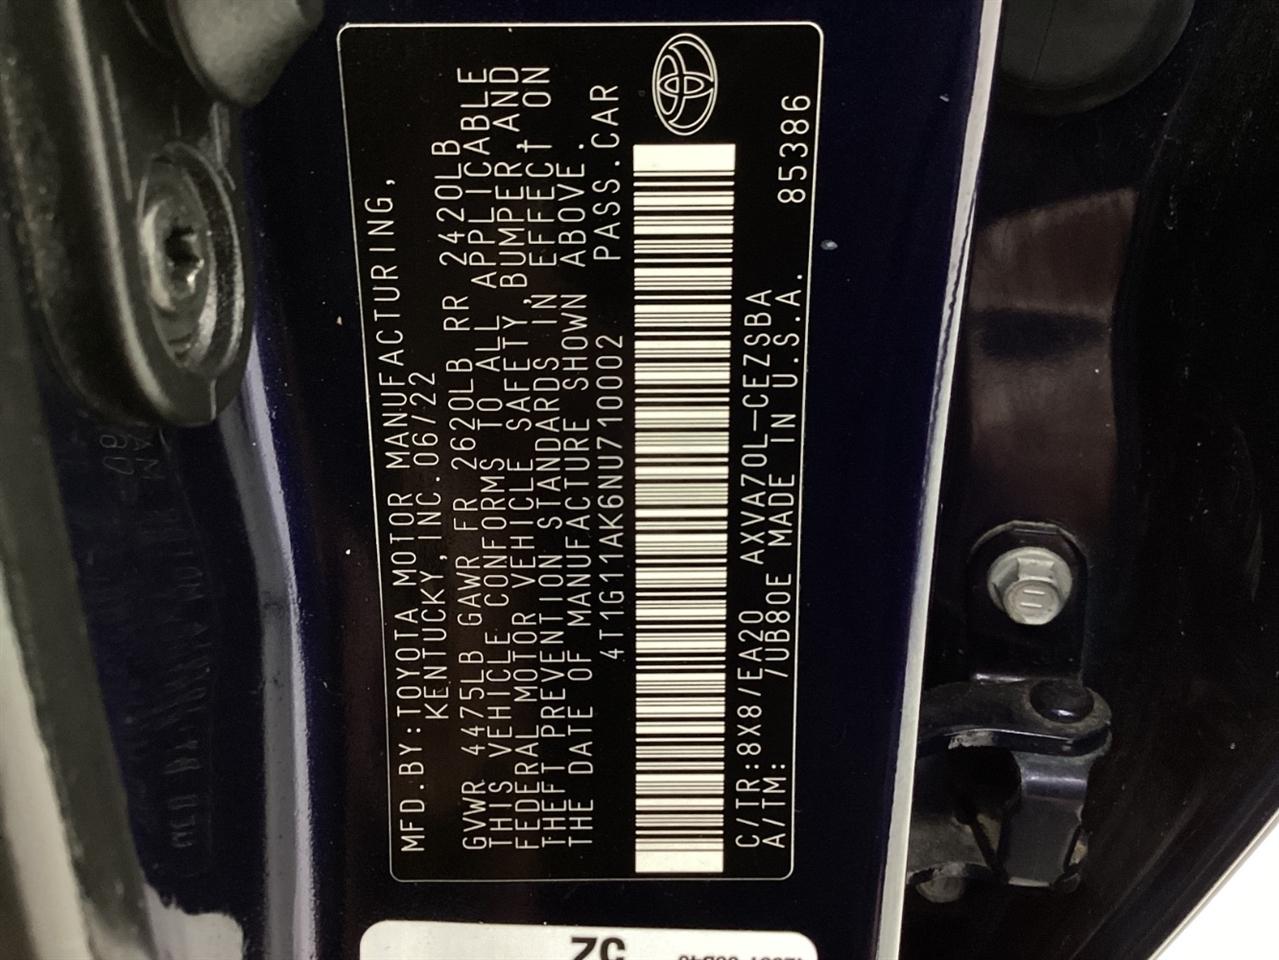 MFD.BY:TOYOTA MOTOR MANUFACTURING,
KENTUCKY,INC.06/22
GVWR 4475LB GAWR FR 2620LB RR 2420LB
THIS VEHICLE CONFORMS TO ALL APPLICABLE
FEDERAL MOTOR VEHICLE SAFETY,BUMPER,AND
THEFT PREVENTION STANDARDS IN EFFECT ON
THE DATE OF MANUFACTURE SHOWN ABOVE.
4T1G11AK6NU710002 PASS.CAR
C/TR:8X8/EA20 AXVA70L-CEZSBA 85386
A/TM: /UB80E MADE IN U.S.A.